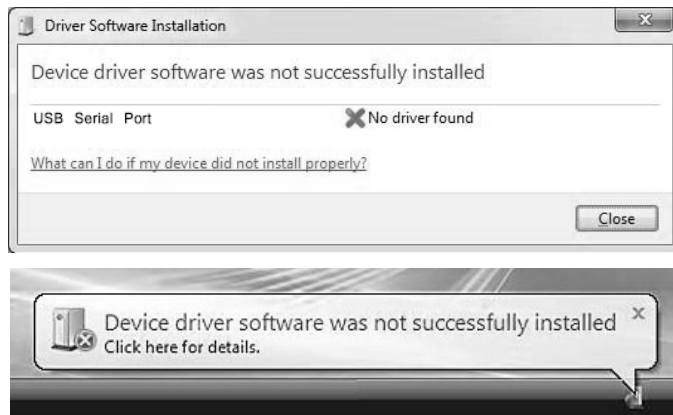 Driver Software Installation
Device driver software was not successfully installed
USB Serial Port No driver found
What can I do if my device did not install properly?
Close
Device driver software was not successfully installed
Click here for details.